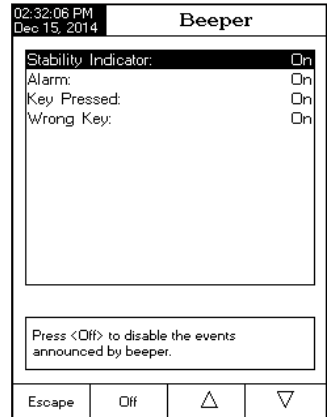 02:32:06 PM
Dec 15, 2014
Beeper
Stability Indicator: On
Alarm: On
Key Pressed: On
Wrong Key: On
Press <Off> to disable the events
announced by beeper.
Escape Off △ ▽